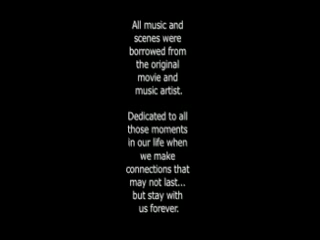 All music and
scenes were
borrowed from
the original
movie and
music artist.
Dedicated to all
those moments
in our life when
we make
connections that
may not last...
but stay with
us forever.